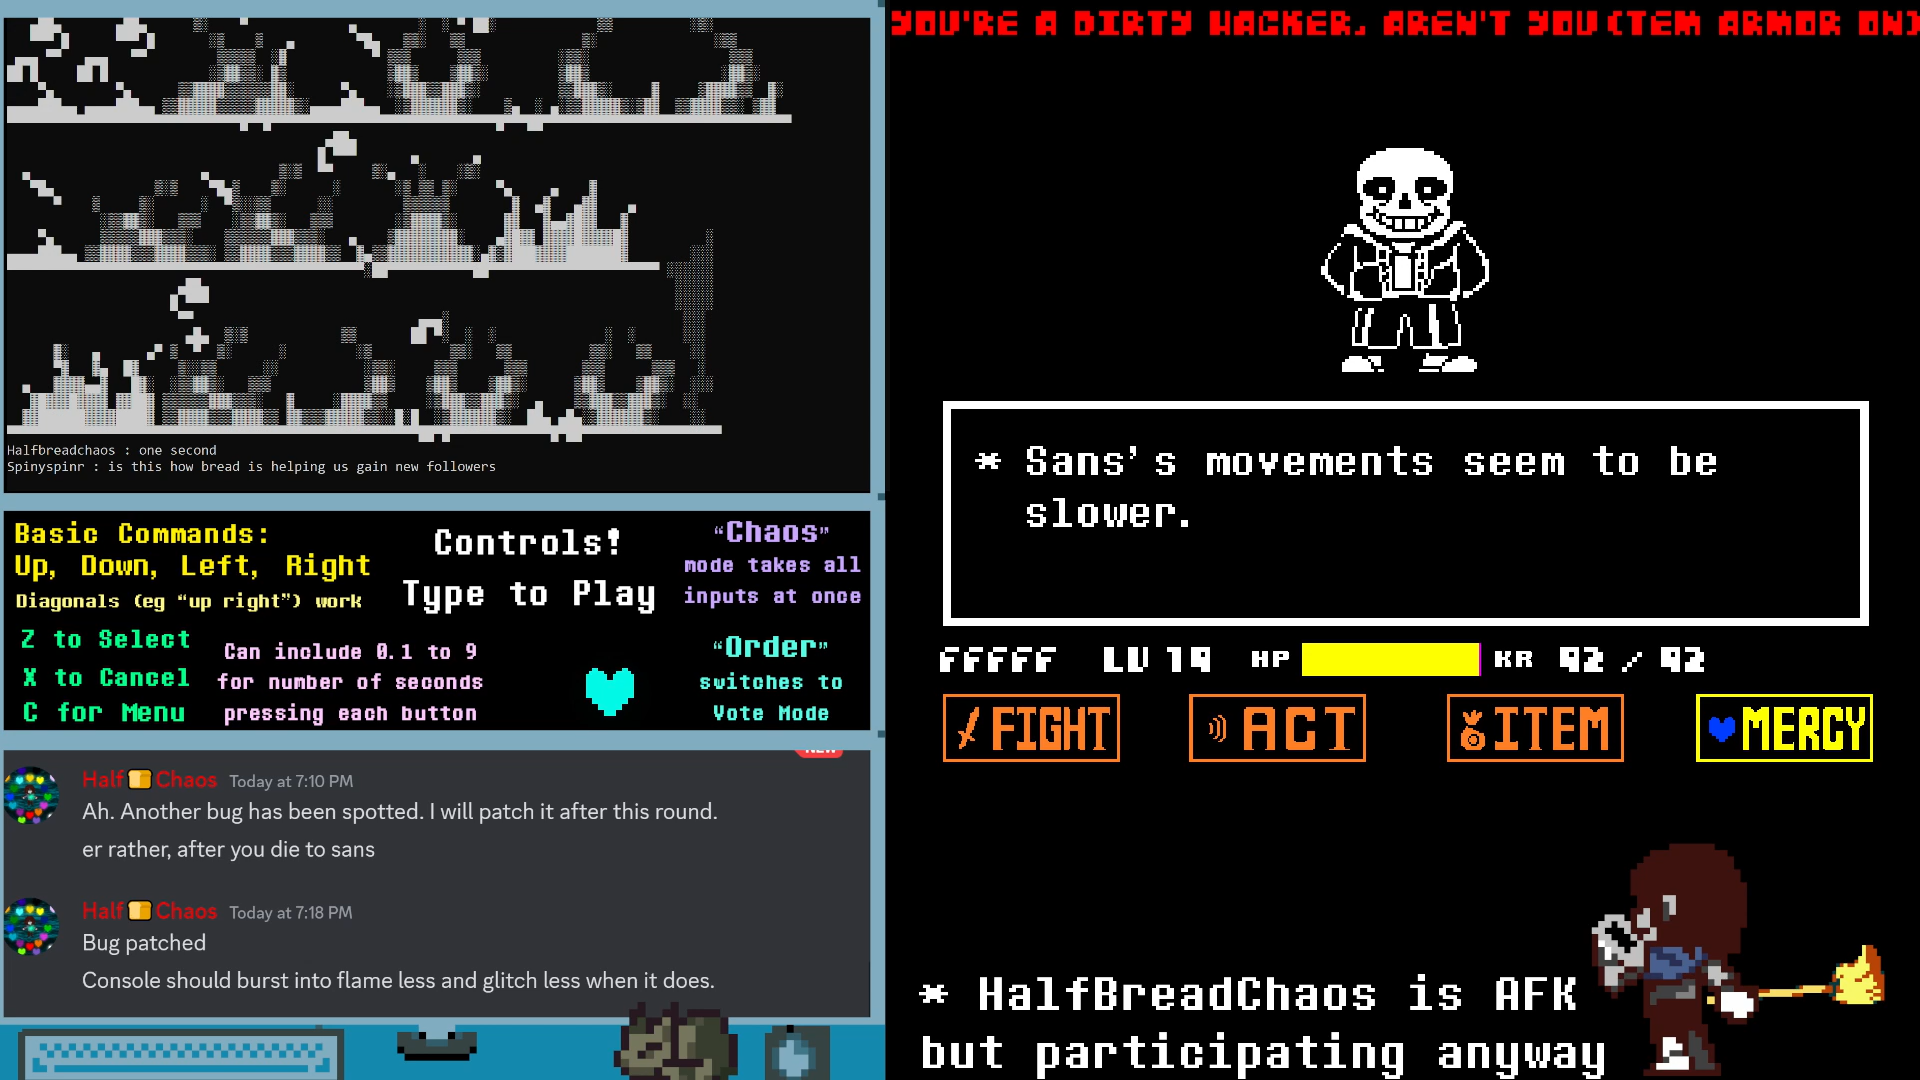 YOU'RE A DIRTY HACKER, AREN'T YOU(TEM ARMOR ON)
Halfbreadchaos : one second
Spinyspinr : is this how bread is helping us gain new followers
* Sans's movements seem to be
slower.
Basic Commands:
Up, Down, Left, Right
Diagonals (eg “up right”) work
Z to Select
X to Cancel
C for Menu
Controls!
Type to Play
Can include 0.1 to 9
for number of seconds
pressing each button
“Chaos”
mode takes all
inputs at once
“Order”
switches to
Vote Mode
FFFFF LV 19 HP KR 92 / 92
FIGHT ACT ITEM MERCY
NEW
Half Chaos Today at 7:10 PM
Ah. Another bug has been spotted. I will patch it after this round.
er rather, after you die to sans
Half Chaos Today at 7:18 PM
Bug patched
Console should burst into flame less and glitch less when it does.
* HalfBreadChaos is AFK
but participating anyway